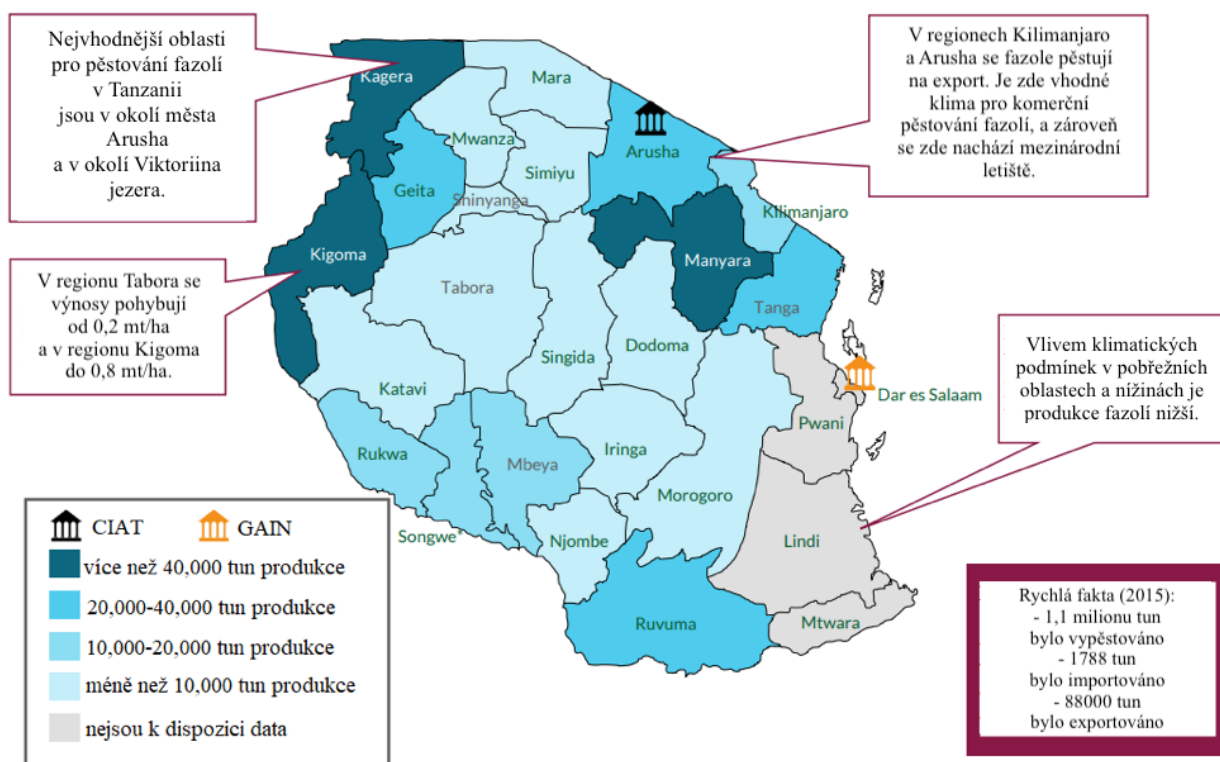 Nejvhodnější oblasti
pro pěstování fazolí
v Tanzanii
jsou v okolí města
Arusha
a v okolí Viktoriina
jezera.
V regionech Kilimanjaro
a Arusha se fazole pěstují
na export. Je zde vhodné
klima pro komerční
pěstování fazolí, a zároveň
se zde nachází mezinárodní
letiště.
Kagera
Mara
Mwanza
Arusha
Simiyu
Geita
Shinyanga
Kilimanjaro
Kigoma
Manyara
V regionu Tabora se
výnosy pohybují
od 0,2 mt/ha
a v regionu Kigoma
do 0,8 mt/ha.
Tabora
Tanga
Singida
Dodoma
Vlivem klimatických
podmínek v pobřežních
oblastech a nížinách je
produkce fazolí nižší.
Katavi
Dar es Salaam
Pwani
Rukwa
Mbeya
Iringa
Morogoro
Songwe*
Njombe
Lindi
Ruvuma
Mtwara
CIAT
GAIN
více než 40,000 tun produkce
20,000-40,000 tun produkce
10,000-20,000 tun produkce
méně než 10,000 tun produkce
nejsou k dispozici data
Rychlá fakta (2015):
- 1,1 milionu tun
bylo vypěstováno
- 1788 tun
bylo importováno
- 88000 tun
bylo exportováno